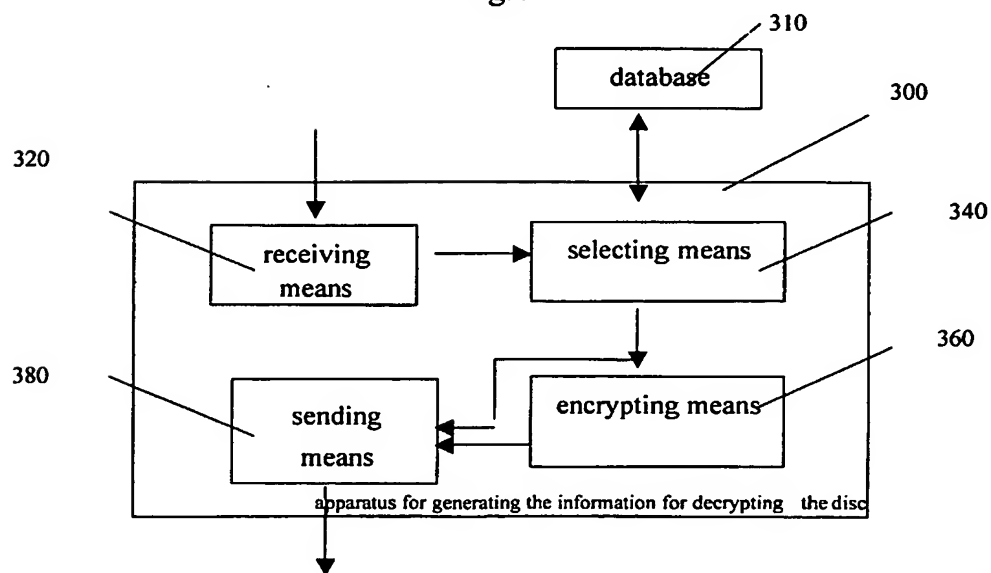 310
database
300
320
340
receiving
means
selecting means
360
380
sending
means
encrypting means
apparatus for generating the information for decrypting the disc